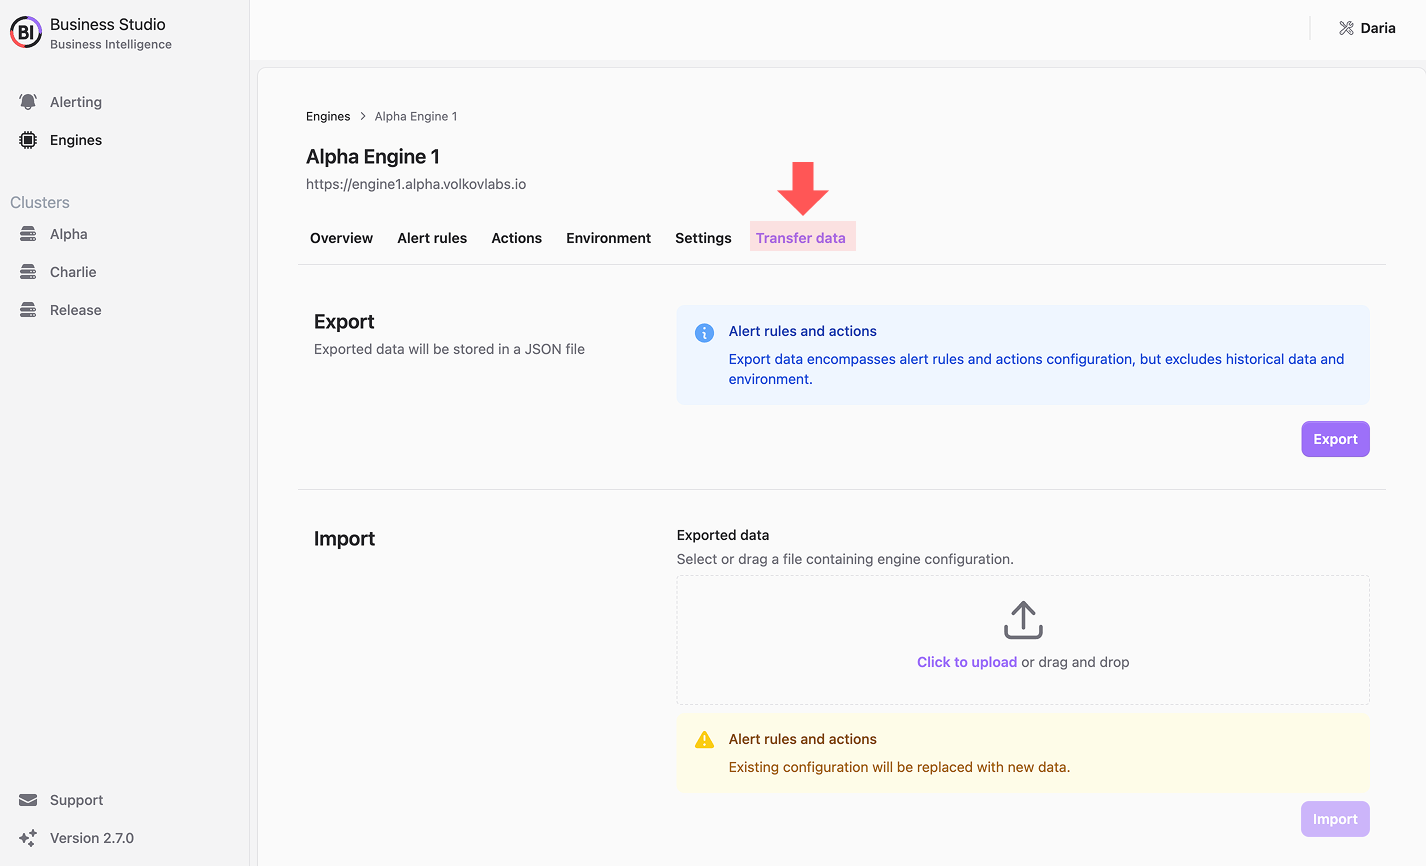 BI
Business Studio
Business Intelligence
Daria
Alerting
Engines
Clusters
Alpha
Charlie
Release
Support
Version 2.7.0
Engines > Alpha Engine 1
Alpha Engine 1
https://engine1.alpha.volkovlabs.io
Overview Alert rules Actions Environment Settings Transfer data
Export
Exported data will be stored in a JSON file
Alert rules and actions
Export data encompasses alert rules and actions configuration, but excludes historical data and
environment.
Export
Import
Exported data
Select or drag a file containing engine configuration.
Click to upload or drag and drop
Alert rules and actions
Existing configuration will be replaced with new data.
Import